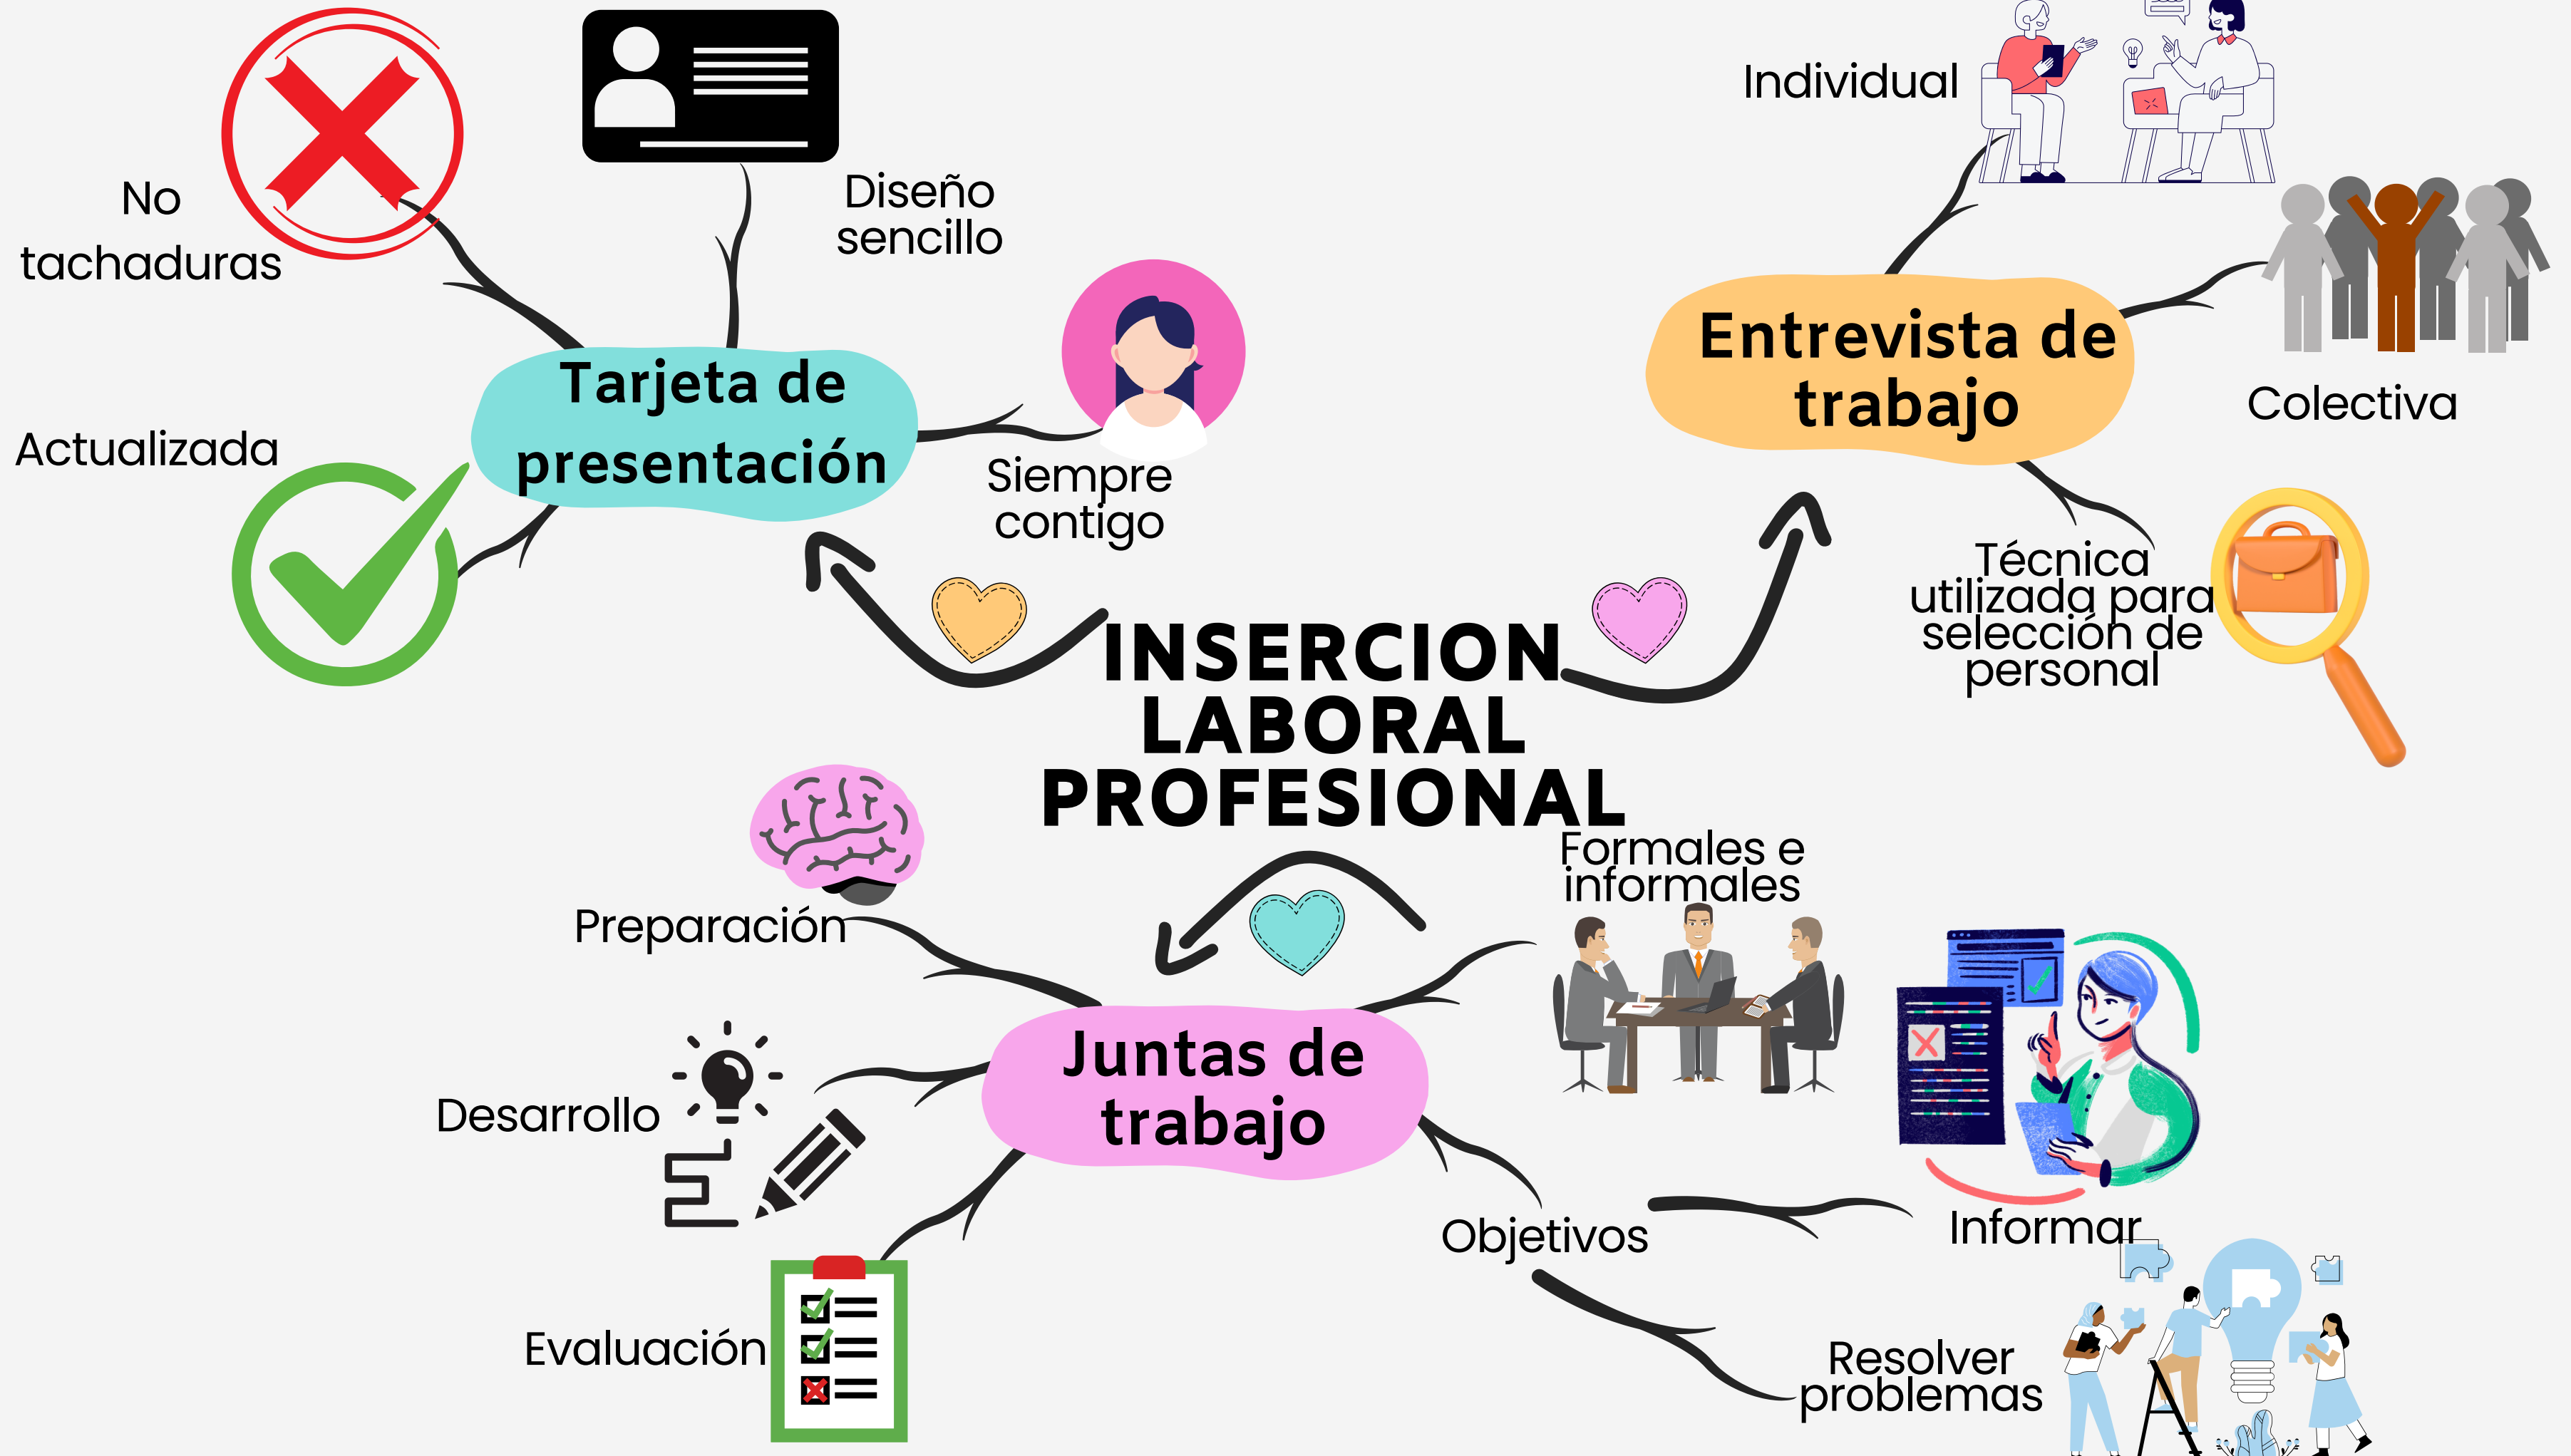 No
tachaduras
Diseño
sencillo
Actualizada
Tarjeta de
presentación
Siempre
contigo
Individual
Entrevista de
trabajo
Colectiva
Técnica
utilizada para
selección de
personal
INSERCION
LABORAL
PROFESIONAL
Preparación
Desarrollo
Evaluación
Juntas de
trabajo
Formales e
informales
Objetivos
Informar
Resolver
problemas